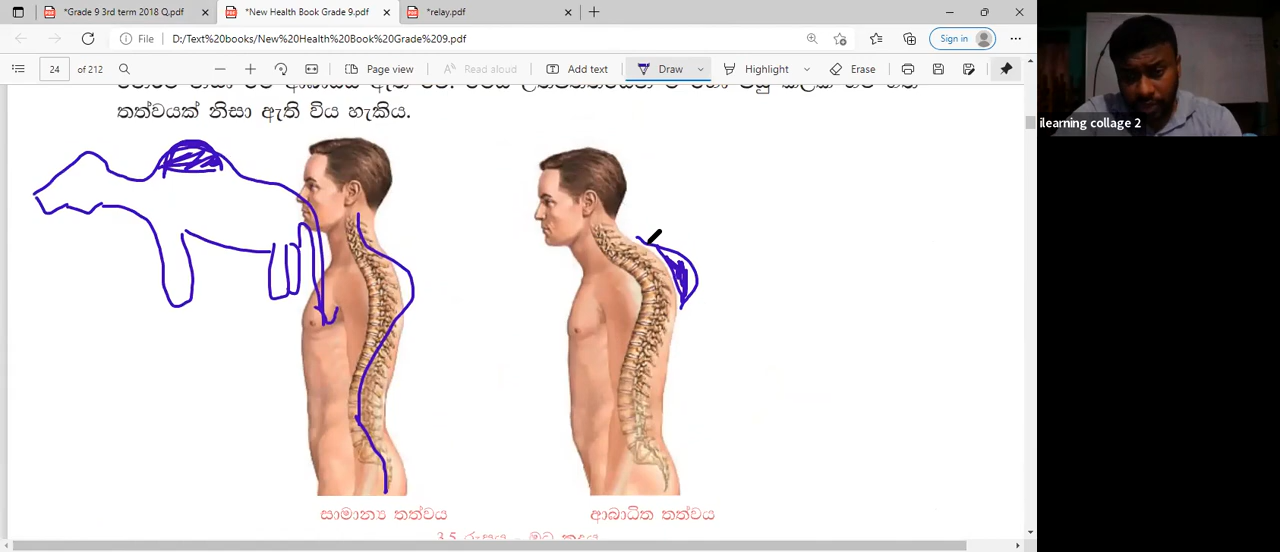 *Grade 9 3rd term 2018 Q.pdf
*New Health Book Grade 9.pdf
*relay.pdf
File
D:/Text%20books/New%20Health%20Book%20Grade%209.pdf
Sign in
24 of 212
Page view
Read aloud
Add text
Draw
Highlight
Erase
තත්වයක් නිසා ඇති විය හැකිය.
ilearning collage 2
සාමාන්‍ය තත්වය
ආබාධිත තත්වය